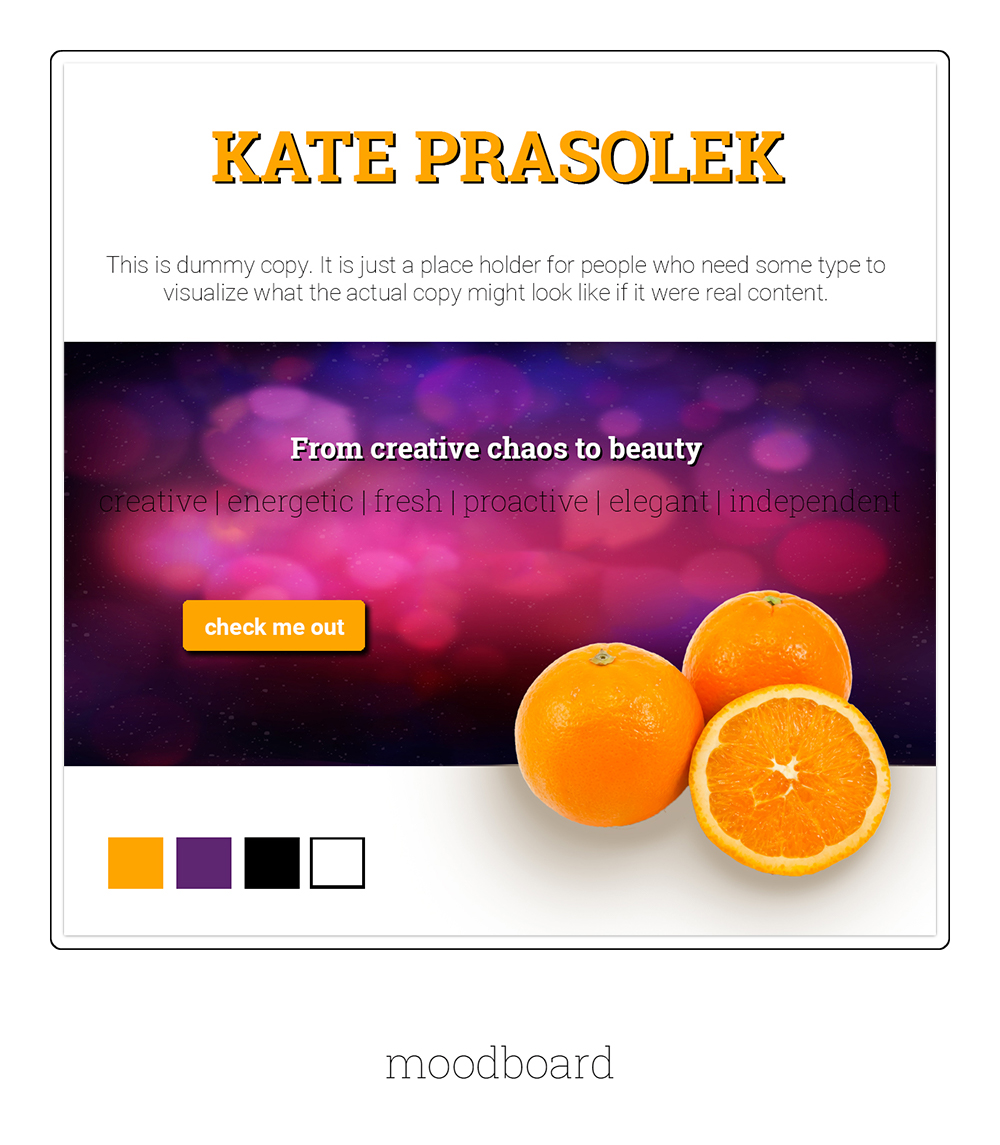 KATE PRASOLEK
This is dummy copy. It is just a place holder for people who need some type to
visualize what the actual copy might look like if it were real content.
From creative chaos to beauty
creative | energetic | fresh | proactive | elegant | independent
check me out
moodboard